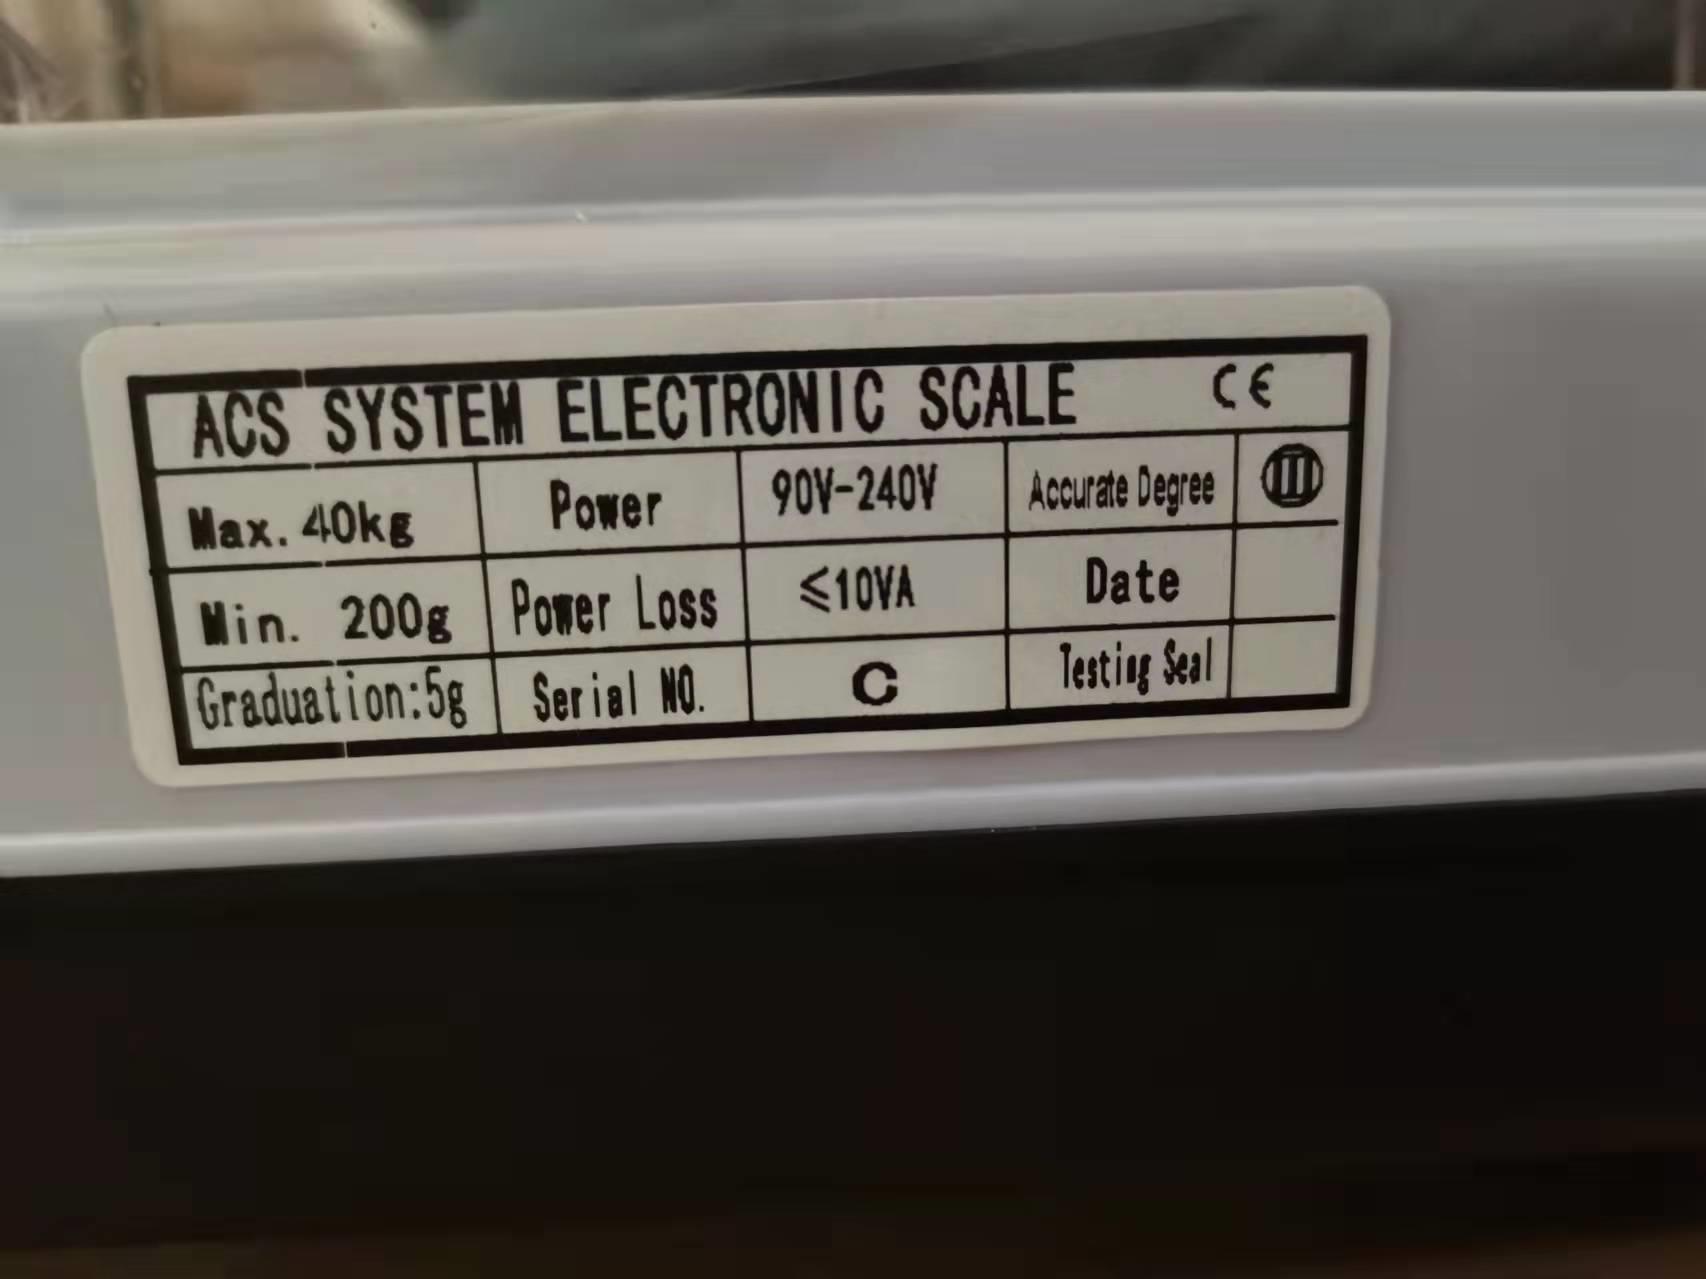 ACS SYSTEM ELECTRONIC SCALE CE
Max. 40kg Power 90V-240V Accurate Degree III
Min. 200g Power Loss ≤10VA Date
Graduation:5g Serial NO. C Testing Seal